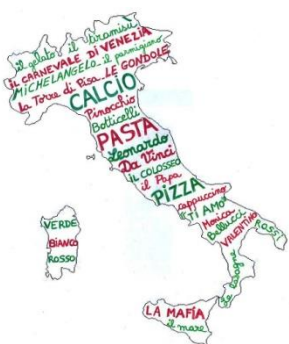 il gelato il tiramisù
IL CARNEVALE DI VENEZIA
MICHELANGELO il parmigiano
la Torre di Pisa LE GONDOLE
CALCIO
Pinocchio
Botticelli
PASTA
Leonardo
Da Vinci
IL COLOSSEO
il Papa
PIZZA
cappuccino
"TI AMO"
Monica
Bellucci
VALENTINO
ROSSI
le lasagne
VERDE
BIANCO
ROSSO
LA MAFÍA
il mare